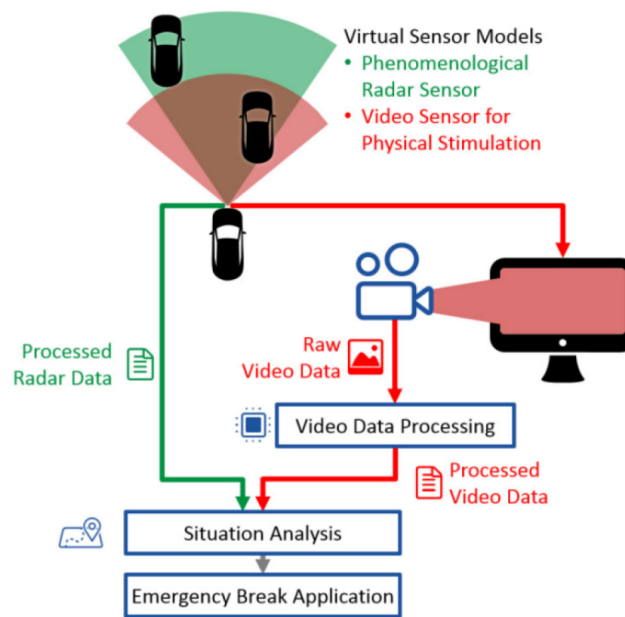 Virtual Sensor Models
• Phenomenological
Radar Sensor
• Video Sensor for
Physical Stimulation
Processed
Radar Data
Raw
Video Data
Video Data Processing
Processed
Video Data
Situation Analysis
Emergency Break Application